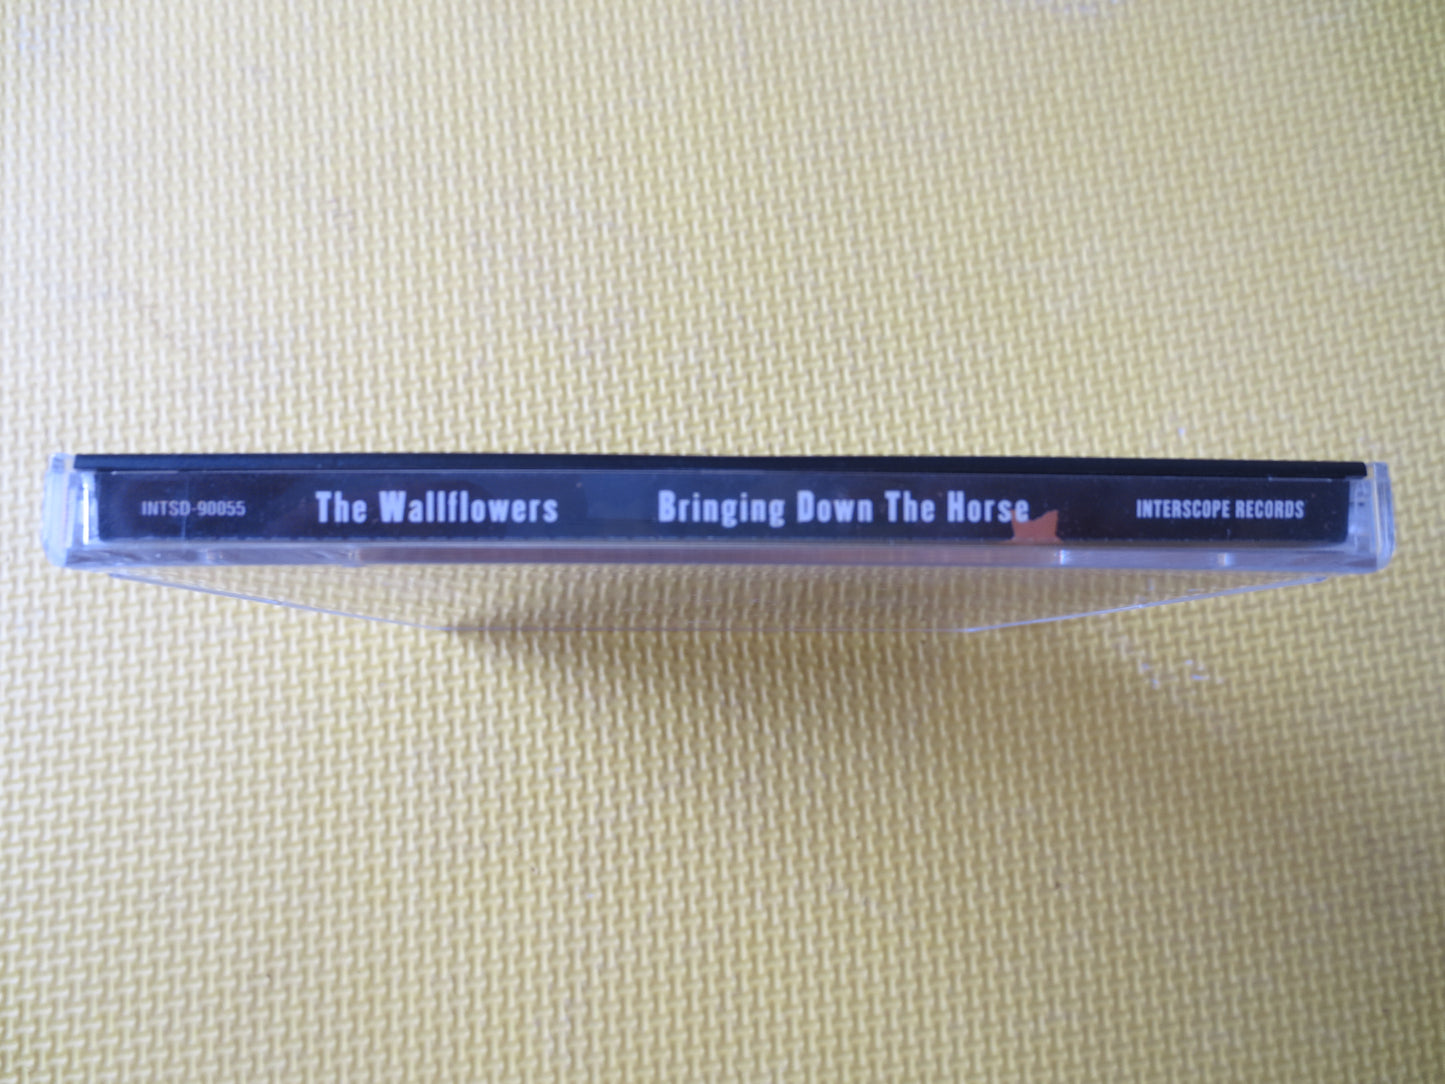 INTSD-90055 The Wallflowers Bringing Down The Horse INTERSCOPE RECORDS